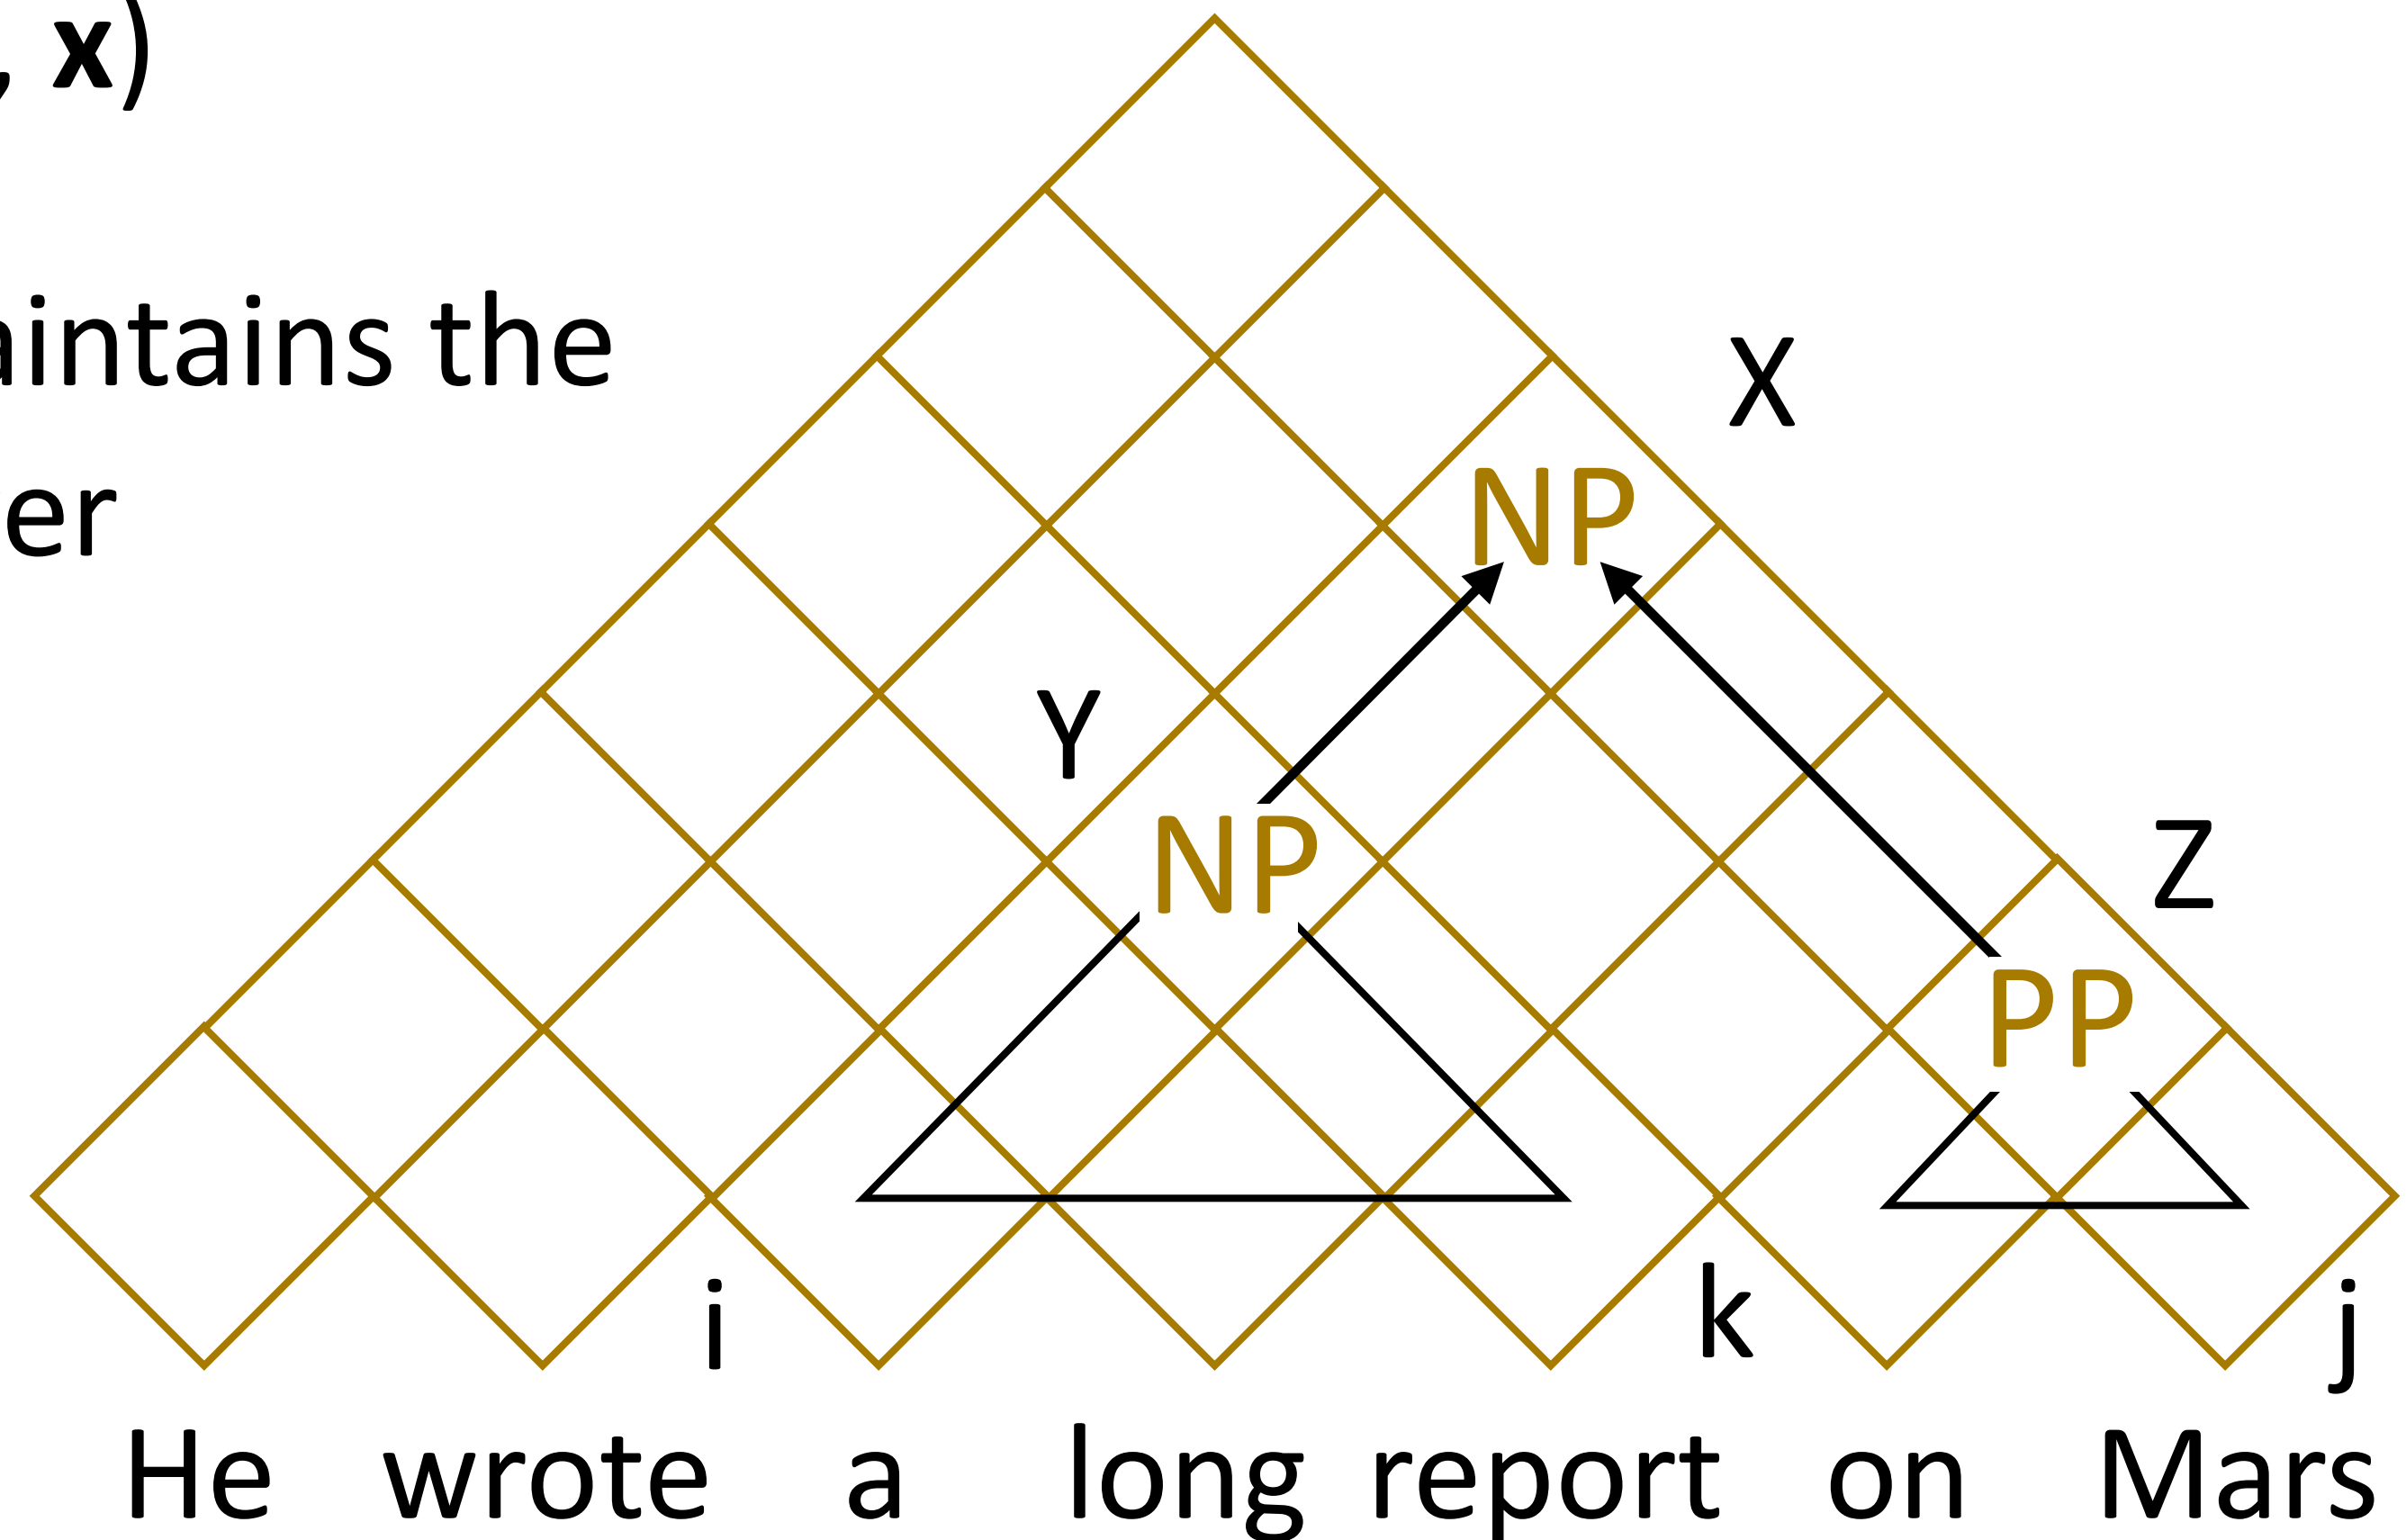 , x)
aintains the
er
X
NP
Y
NP
Z
PP
i k j
He wrote a long report on Mars